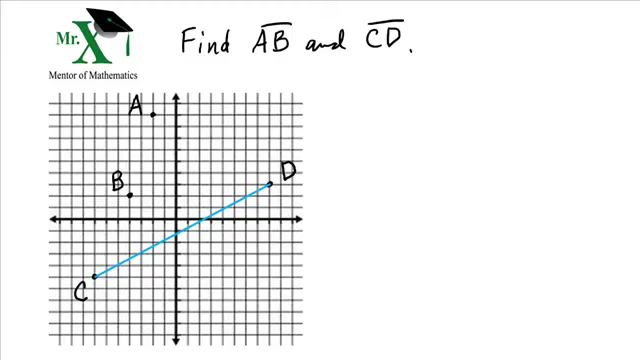 Mr.
X
Mentor of Mathematics
Find AB and CD.
A
B
D
C